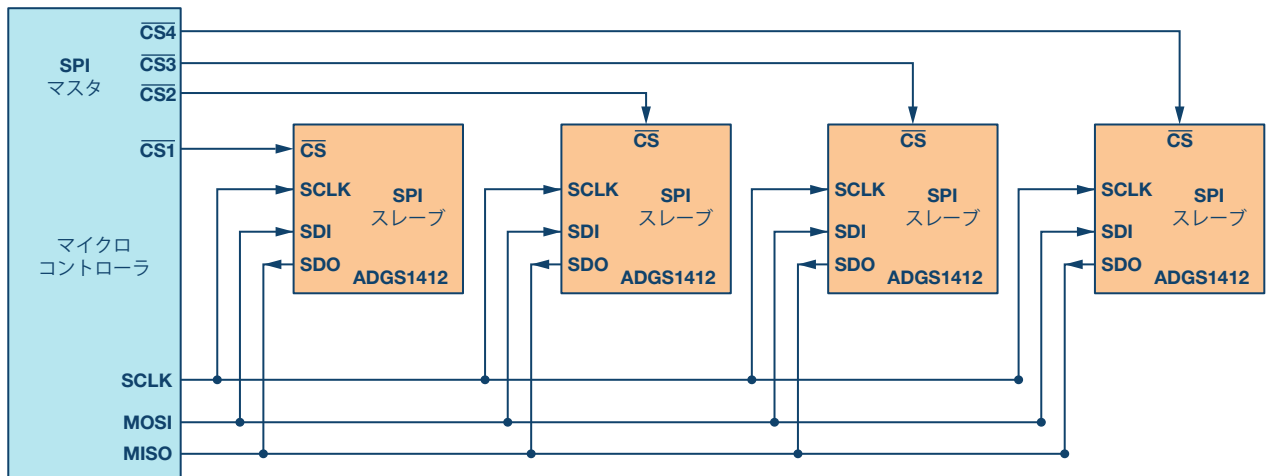 CS4
SPI
マスタ
CS3
CS2
CS1
マイクロ
コントローラ
SCLK
MOSI
MISO
CS
SCLK
SPI
スレーブ
SDI
SDO
ADGS1412
CS
SCLK
SPI
スレーブ
SDI
SDO
ADGS1412
CS
SCLK
SPI
スレーブ
SDI
SDO
ADGS1412
CS
SCLK
SPI
スレーブ
SDI
SDO
ADGS1412